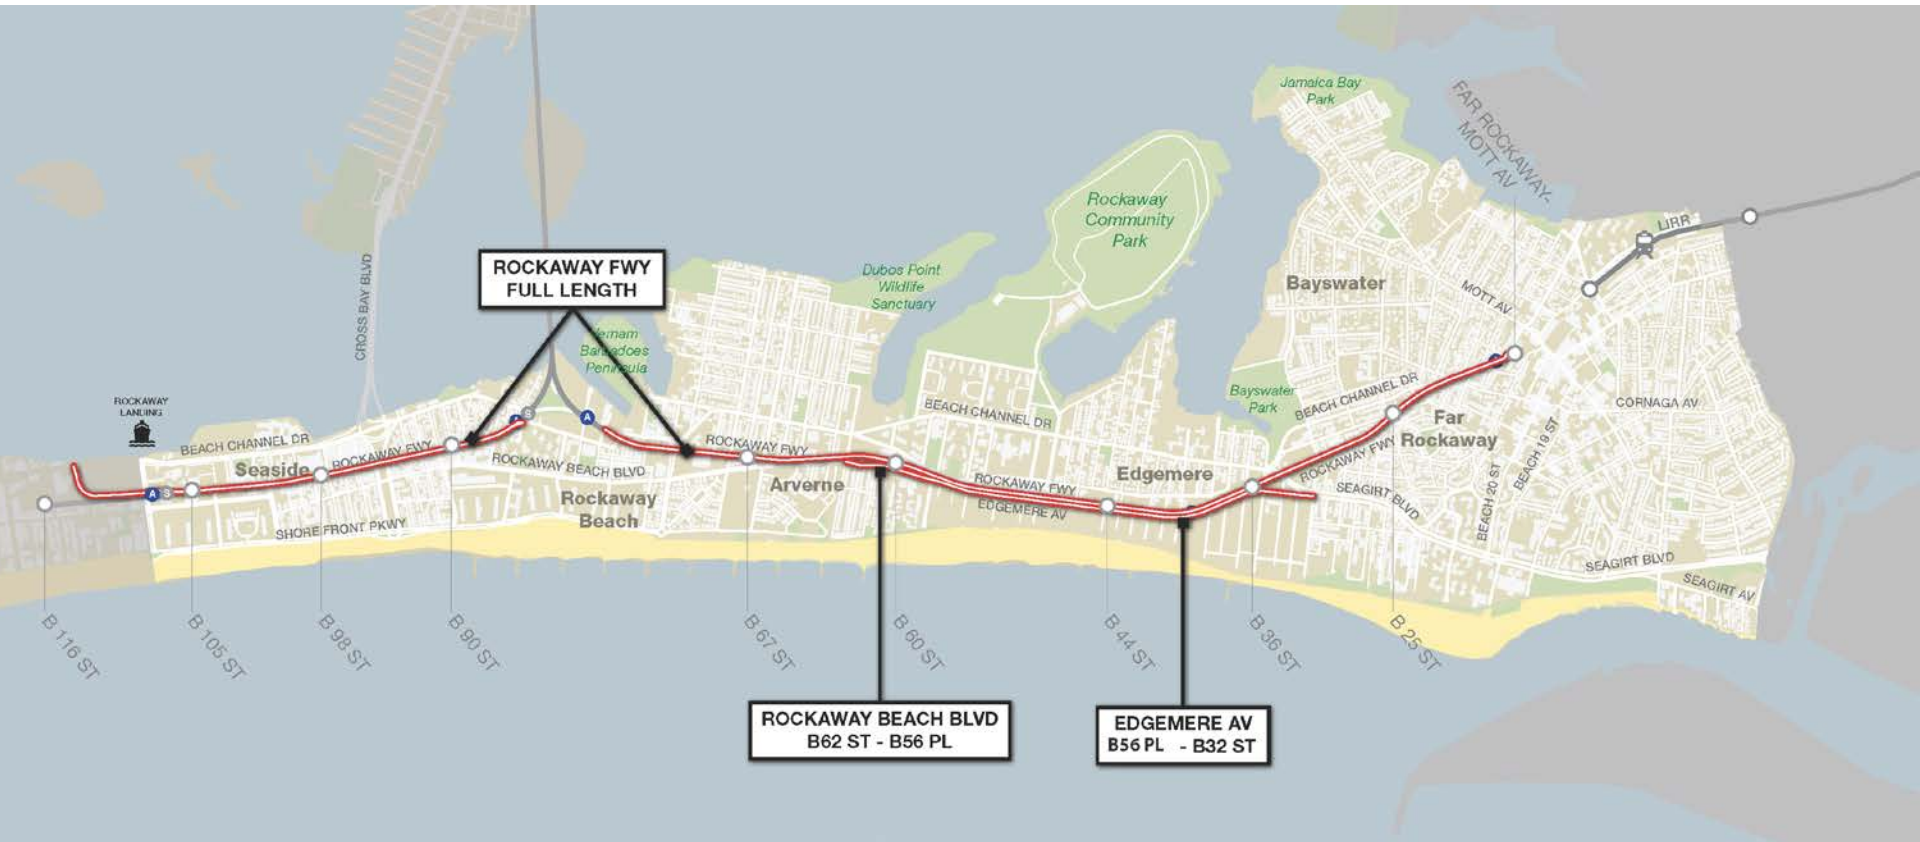 Jamaica Bay
Park
FAR ROCKAWAY-
MOTT AV
Rockaway
Community
Park
LIRR
CROSS BAY BLVD
ROCKAWAY FWY
FULL LENGTH
Dubos Point
Wildlife
Sanctuary
Bayswater
MOTT AV
Vernam
Barbadoes
Peninsula
ROCKAWAY
LANDING
BEACH CHANNEL DR
Bayswater
Park
BEACH CHANNEL DR
CORNAGA AV
BEACH CHANNEL DR
Far
Rockaway
A
S
A
ROCKAWAY FWY
ROCKAWAY FWY
Seaside
ROCKAWAY BEACH BLVD
Arverne
Edgemere
ROCKAWAY FWY
BEACH 19 ST
BEACH 20 ST
A
S
Rockaway
Beach
ROCKAWAY FWY
EDGEMERE AV
SEAGIRT BLVD
SHORE FRONT PKWY
SEAGIRT BLVD
SEAGIRT AV
B 116 ST
B 105 ST
B 98 ST
B 90 ST
B 67 ST
B 60 ST
B 44 ST
B 36 ST
B 25 ST
ROCKAWAY BEACH BLVD
B62 ST - B56 PL
EDGEMERE AV
B56 PL - B32 ST